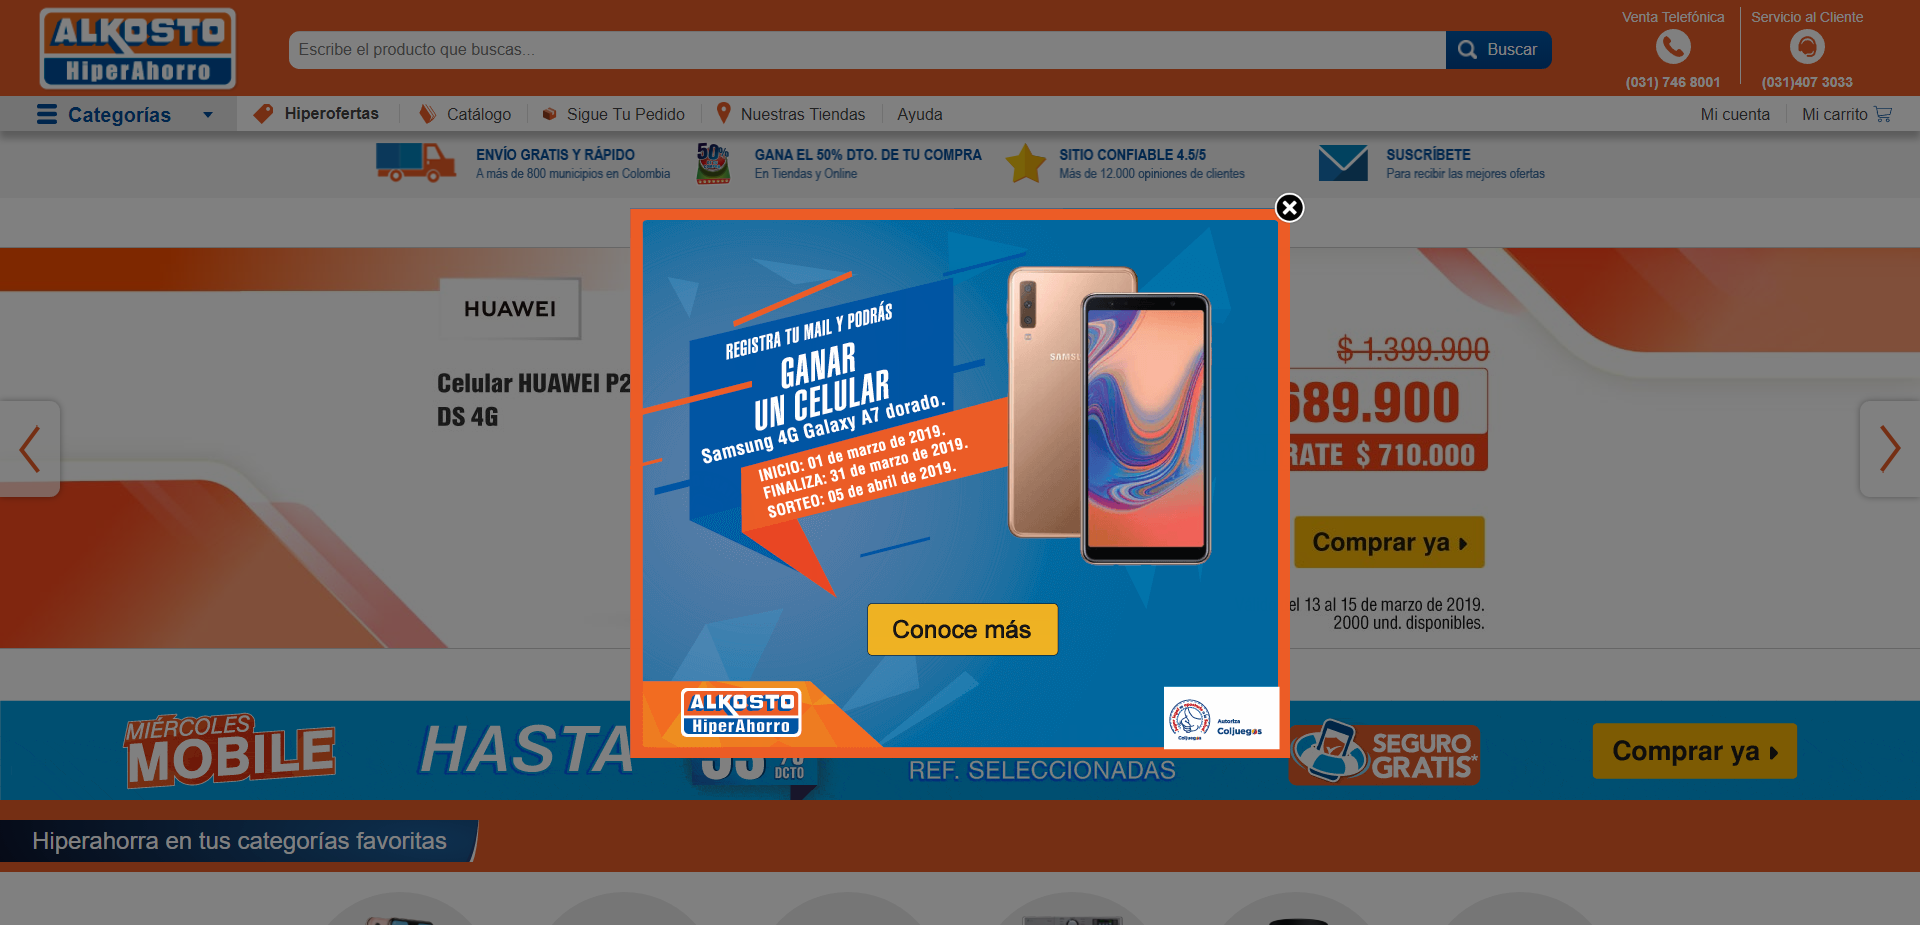 ALKOSTO
HiperAhorro
Escribe el producto que buscas...
Buscar
Venta Telefónica
(031) 746 8001
Servicio al Cliente
(031)407 3033
Categorías
Hiperofertas
Catálogo
Sigue Tu Pedido
Nuestras Tiendas
Ayuda
Mi cuenta
Mi carrito
ENVÍO GRATIS Y RÁPIDO
A más de 800 municipios en Colombia
50%
GANA EL 50% DTO. DE TU COMPRA
En Tiendas y Online
SITIO CONFIABLE 4.5/5
Más de 12.000 opiniones de clientes
SUSCRÍBETE
Para recibir las mejores ofertas
HUAWEI
Celular HUAWEI P2
DS 4G
$ 1.399.900
689.900
RATE $ 710.000
Comprar ya
el 13 al 15 de marzo de 2019.
2000 und. disponibles.
REGISTRA TU MAIL Y PODRÁS
GANAR
UN CELULAR
Samsung 4G Galaxy A7 dorado.
INICIO: 01 de marzo de 2019.
FINALIZA: 31 de marzo de 2019.
SORTEO: 05 de abril de 2019.
SAMSU
Conoce más
ALKOSTO
HiperAhorro
Coljuegos
Autoriza
Coljuegos
MIÉRCOLES
MOBILE
HASTA
DCTO
REF. SELECCIONADAS
SEGURO
GRATIS*
Comprar ya
Hiperahorra en tus categorías favoritas